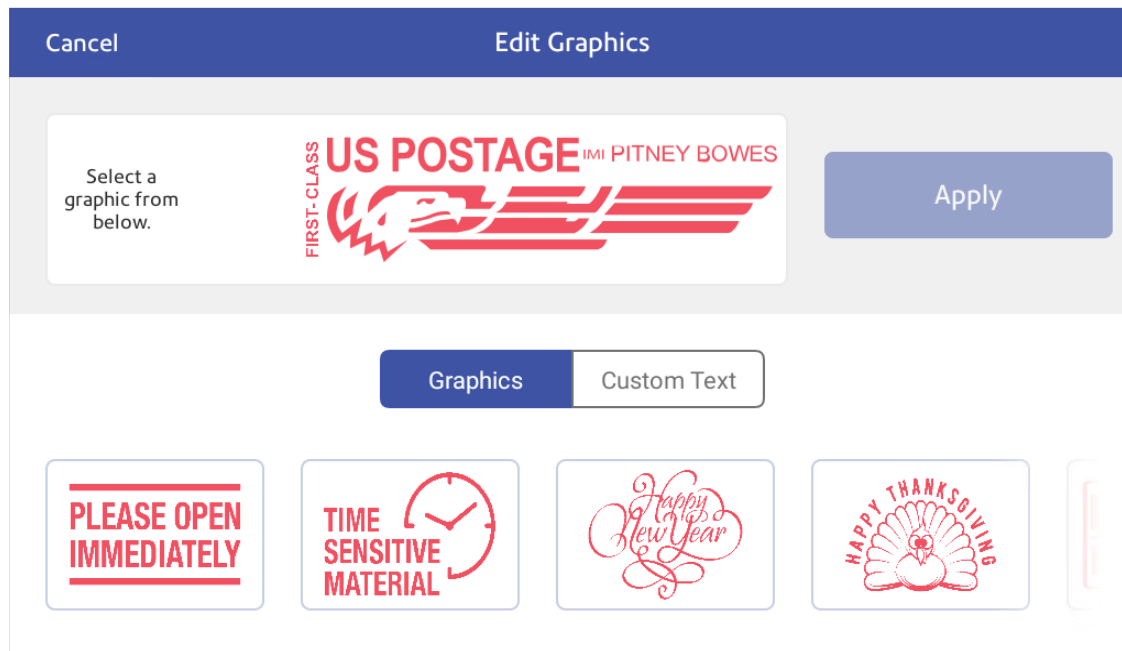 Cancel
Edit Graphics
Select a
graphic from
below.
FIRST- CLASS
US POSTAGE IMI PITNEY BOWES
Apply
Graphics
Custom Text
PLEASE OPEN
IMMEDIATELY
TIME
SENSITIVE
MATERIAL
Happy
New Year
HAPPY THANKSGIVING